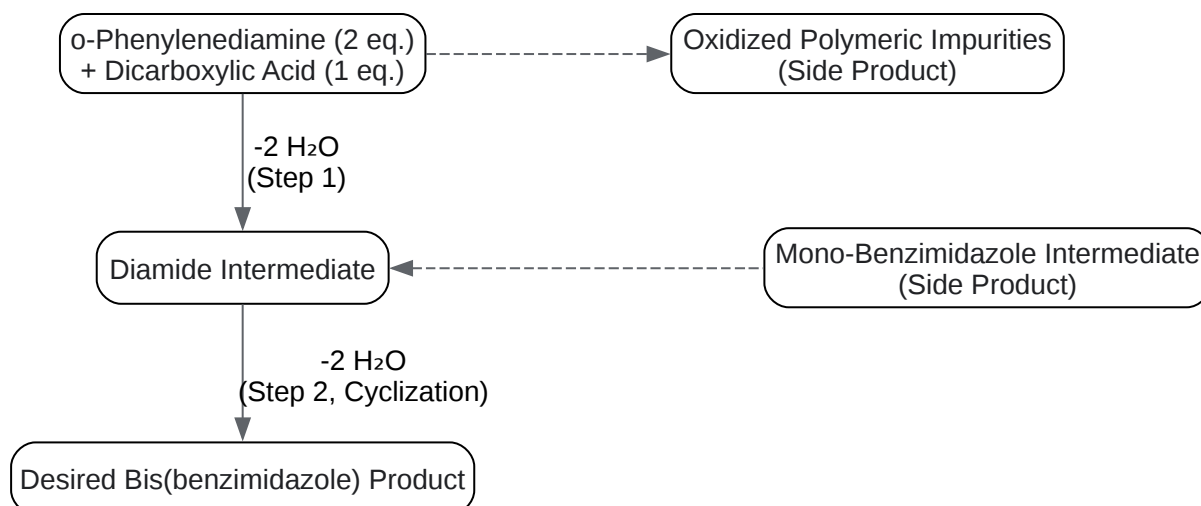 o-Phenylenediamine (2 eq.)
+ Dicarboxylic Acid (1 eq.)
Oxidized Polymeric Impurities
(Side Product)
-2 H₂O
(Step 1)
Diamide Intermediate
Mono-Benzimidazole Intermediate
(Side Product)
-2 H₂O
(Step 2, Cyclization)
Desired Bis(benzimidazole) Product